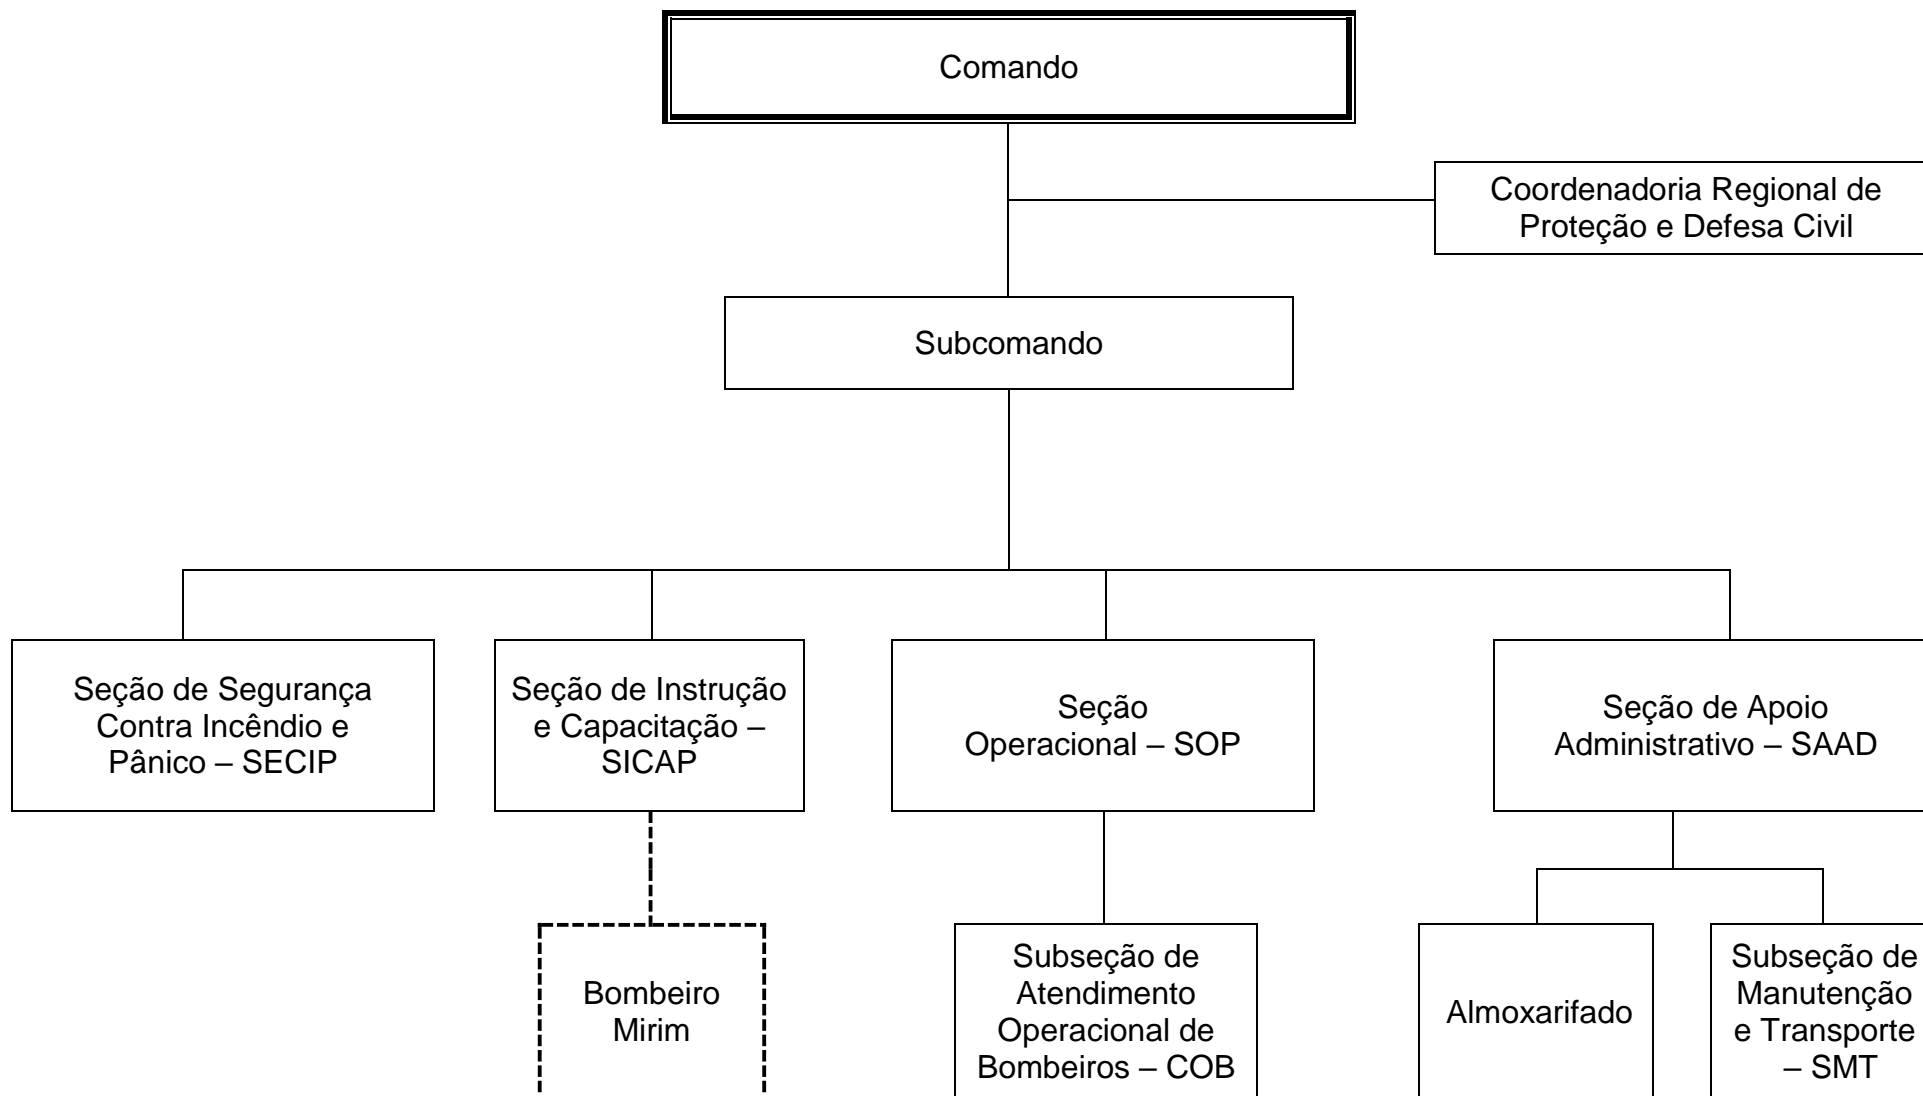 Comando
Coordenadoria Regional de
Proteção e Defesa Civil
Subcomando
Seção de Segurança
Contra Incêndio e
Pânico – SECIP
Seção de Instrução
e Capacitação –
SICAP
Seção
Operacional – SOP
Seção de Apoio
Administrativo – SAAD
Bombeiro
Mirim
Subseção de
Atendimento
Operacional de
Bombeiros – COB
Almoxarifado
Subseção de
Manutenção
e Transporte
– SMT